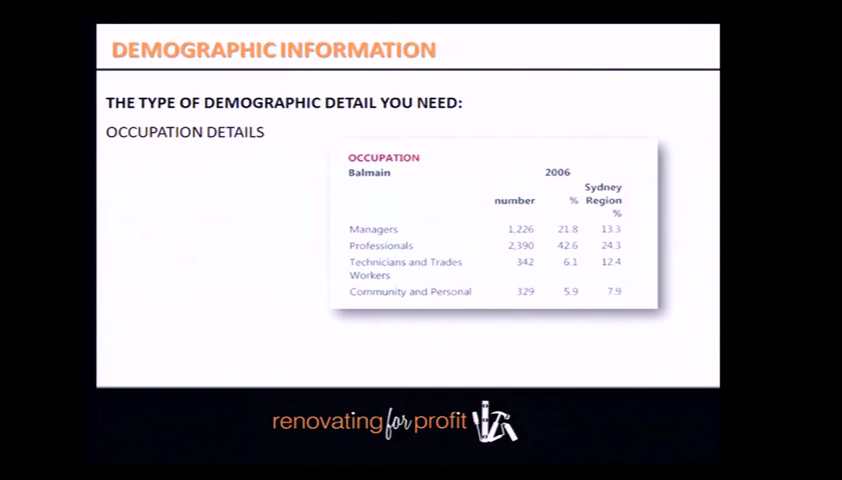 DEMOGRAPHIC INFORMATION
THE TYPE OF DEMOGRAPHIC DETAIL YOU NEED:
OCCUPATION DETAILS
OCCUPATION
Balmain 2006
Sydney
number % Region
%
Managers 1,226 21.8 13.3
Professionals 2,390 42.6 24.3
Technicians and Trades 342 6.1 12.4
Workers
Community and Personal 329 5.9 7.9
renovating for profit